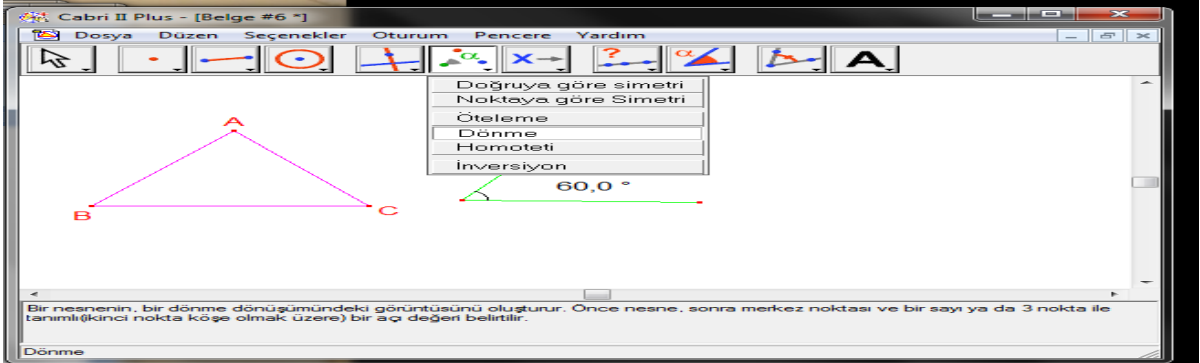 Cabri II Plus - [Belge #6 *]
Dosya Düzen Seçenekler Oturum Pencere Yardım
α ? α A
Doğruya göre simetri
Noktaya göre Simetri
Öteleme
Dönme
Homoteti
İnversiyon
A
60,0 °
B C
Bir nesnenin, bir dönme dönüşümündeki görüntüsünü oluşturur. Önce nesne, sonra merkez noktası ve bir sayı ya da 3 nokta ile
tanımlı(ikinci nokta köşe olmak üzere) bir açı değeri belirtilir.
Dönme